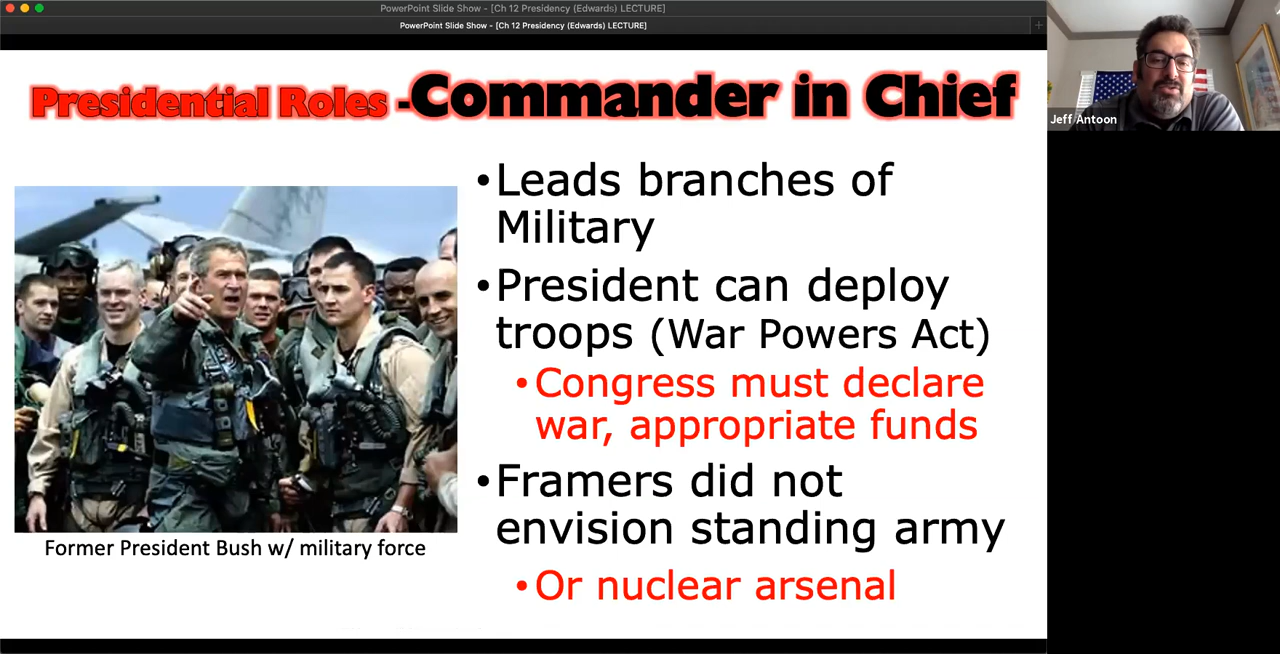 PowerPoint Slide Show - [Ch 12 Presidency (Edwards) LECTURE]
PowerPoint Slide Show - [Ch 12 Presidency (Edwards) LECTURE]
Presidential Roles -Commander in Chief
Jeff Antoon
•Leads branches of
Military
•President can deploy
troops (War Powers Act)
•Congress must declare
war, appropriate funds
•Framers did not
envision standing army
•Or nuclear arsenal
Former President Bush w/ military force